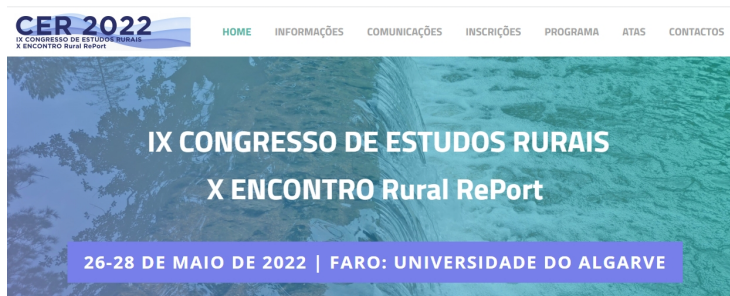 CER 2022
IX CONGRESSO DE ESTUDOS RURAIS
X ENCONTRO Rural RePort
HOME INFORMAÇÕES COMUNICAÇÕES INSCRIÇÕES PROGRAMA ATAS CONTACTOS
IX CONGRESSO DE ESTUDOS RURAIS
X ENCONTRO Rural RePort
26-28 DE MAIO DE 2022 | FARO: UNIVERSIDADE DO ALGARVE